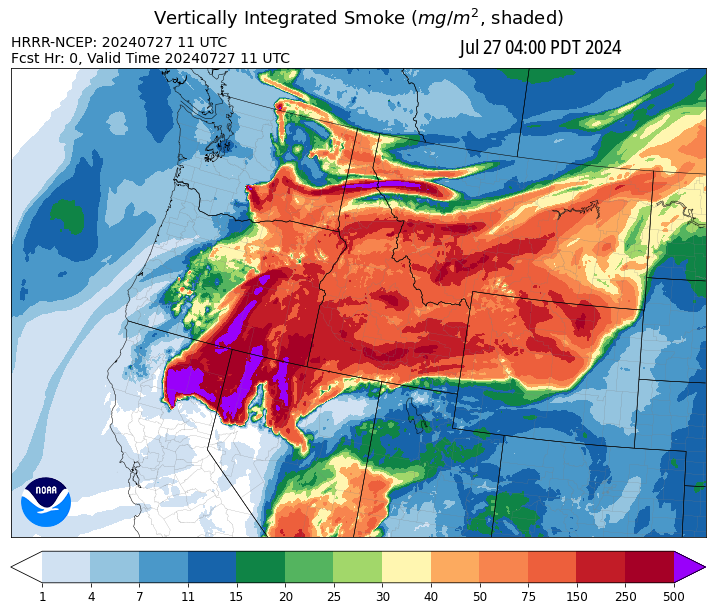 Vertically Integrated Smoke (mg/m², shaded)
HRRR-NCEP: 20240727 11 UTC
Jul 27 04:00 PDT 2024
Fcst Hr: 0, Valid Time 20240727 11 UTC
NOAA
1 4 7 11 15 20 25 30 40 50 75 150 250 500